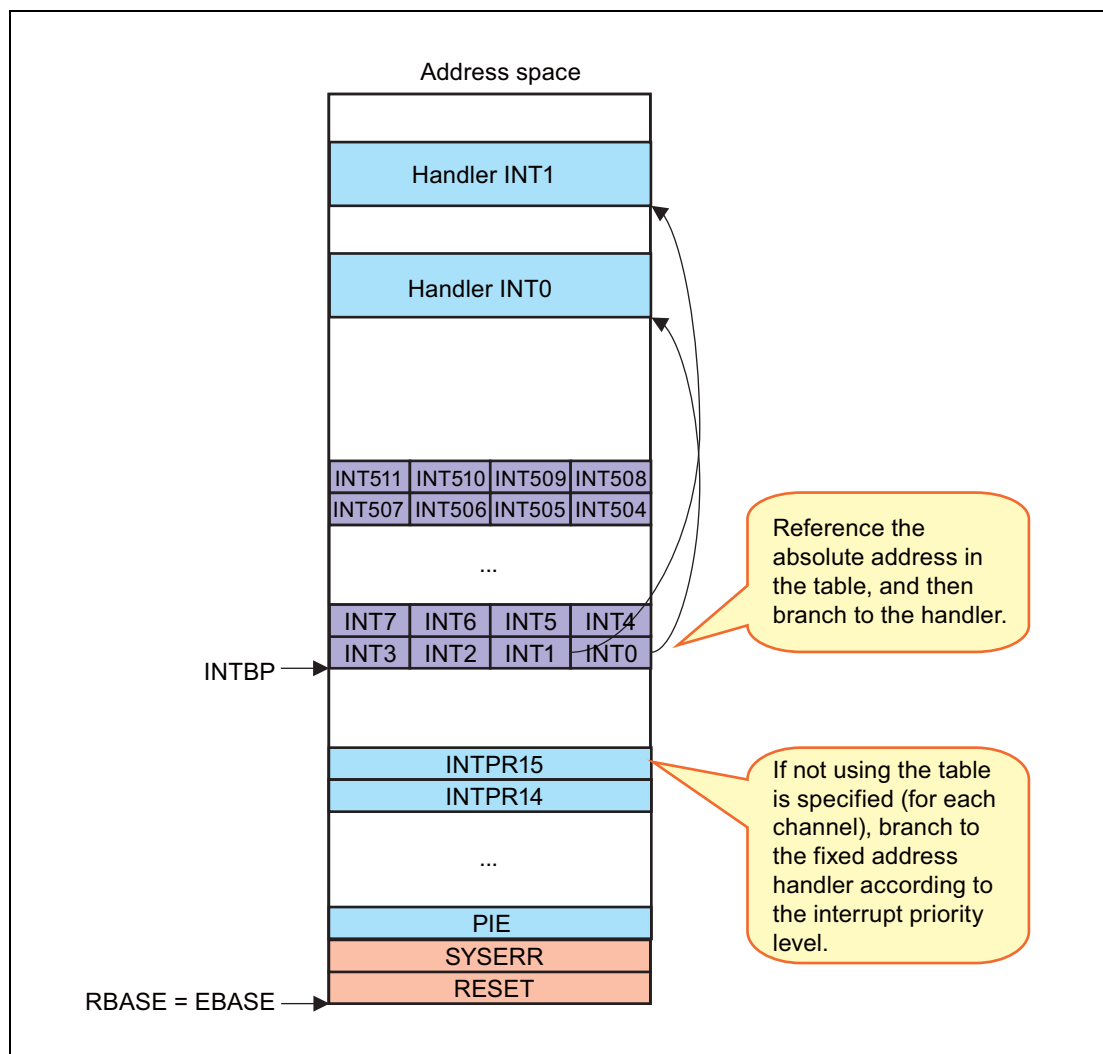 Address space
Handler INT1
Handler INT0
INT511 INT510 INT509 INT508
INT507 INT506 INT505 INT504
...
INT7 INT6 INT5 INT4
INT3 INT2 INT1 INT0
INTBP
Reference the
absolute address in
the table, and then
branch to the handler.
INTPR15
INTPR14
...
PIE
SYSERR
RESET
RBASE = EBASE
If not using the table
is specified (for each
channel), branch to
the fixed address
handler according to
the interrupt priority
level.